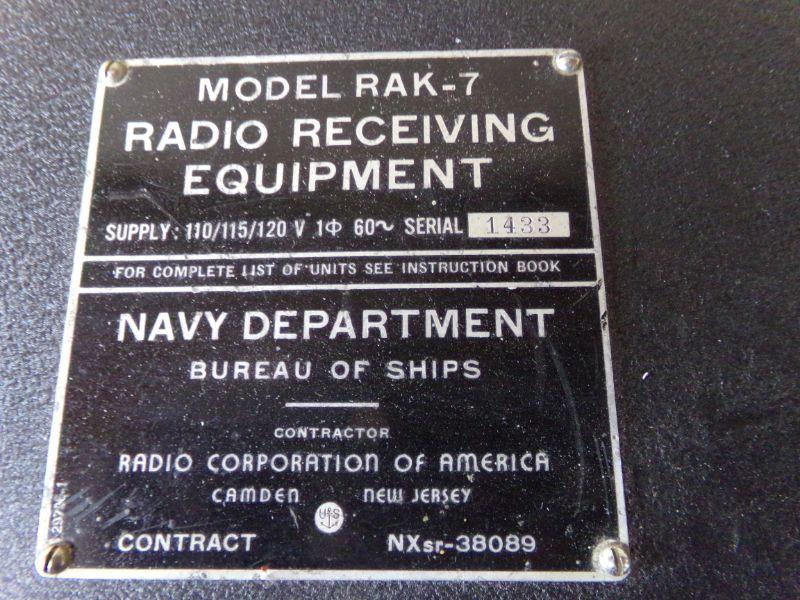 MODEL RAK-7
RADIO RECEIVING
EQUIPMENT
SUPPLY: 110/115/120 V 1Φ 60~ SERIAL 1433
FOR COMPLETE LIST OF UNITS SEE INSTRUCTION BOOK
NAVY DEPARTMENT
BUREAU OF SHIPS
CONTRACTOR
RADIO CORPORATION OF AMERICA
CAMDEN NEW JERSEY
U S
CONTRACT NXsr-38089